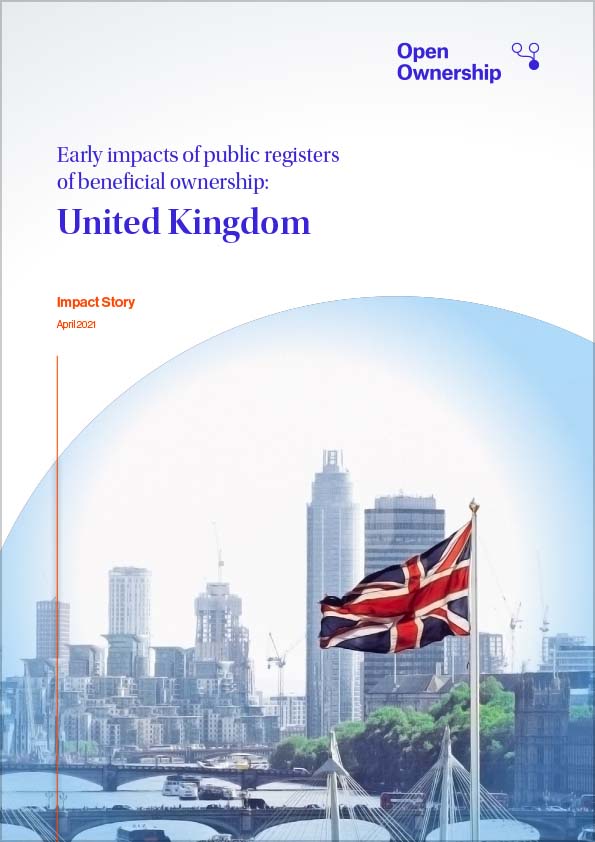 Open
Ownership
Early impacts of public registers
of beneficial ownership:
United Kingdom
Impact Story
April 2021